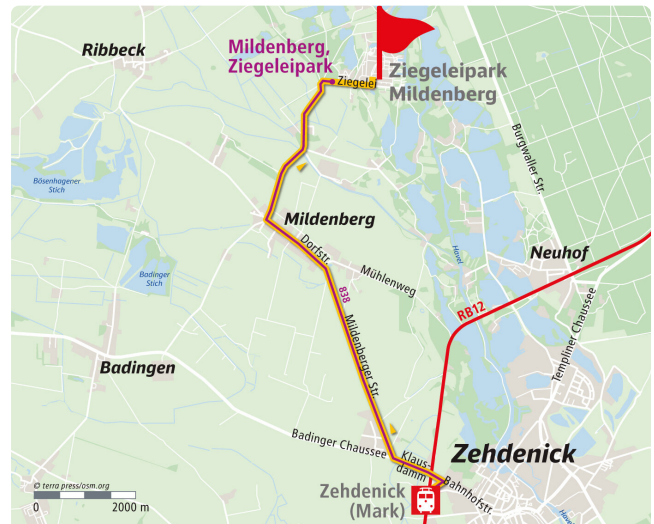 Ribbeck
Mildenberg,
Ziegeleipark
Ziegelei
Ziegeleipark
Mildenberg
Burgwaller Str.
Bösenhagener
Stich
Mildenberg
Dorfstr.
Havel
Neuhof
Badinger
Stich
Mühlenweg
838
RB12
Mildenberger Str.
Templiner Chaussee
Badingen
Badinger Chaussee
Klaus-
damm
Zehdenick
Bahnhofstr.
Zehdenick
(Mark)
© terra press/osm.org
0 2000 m